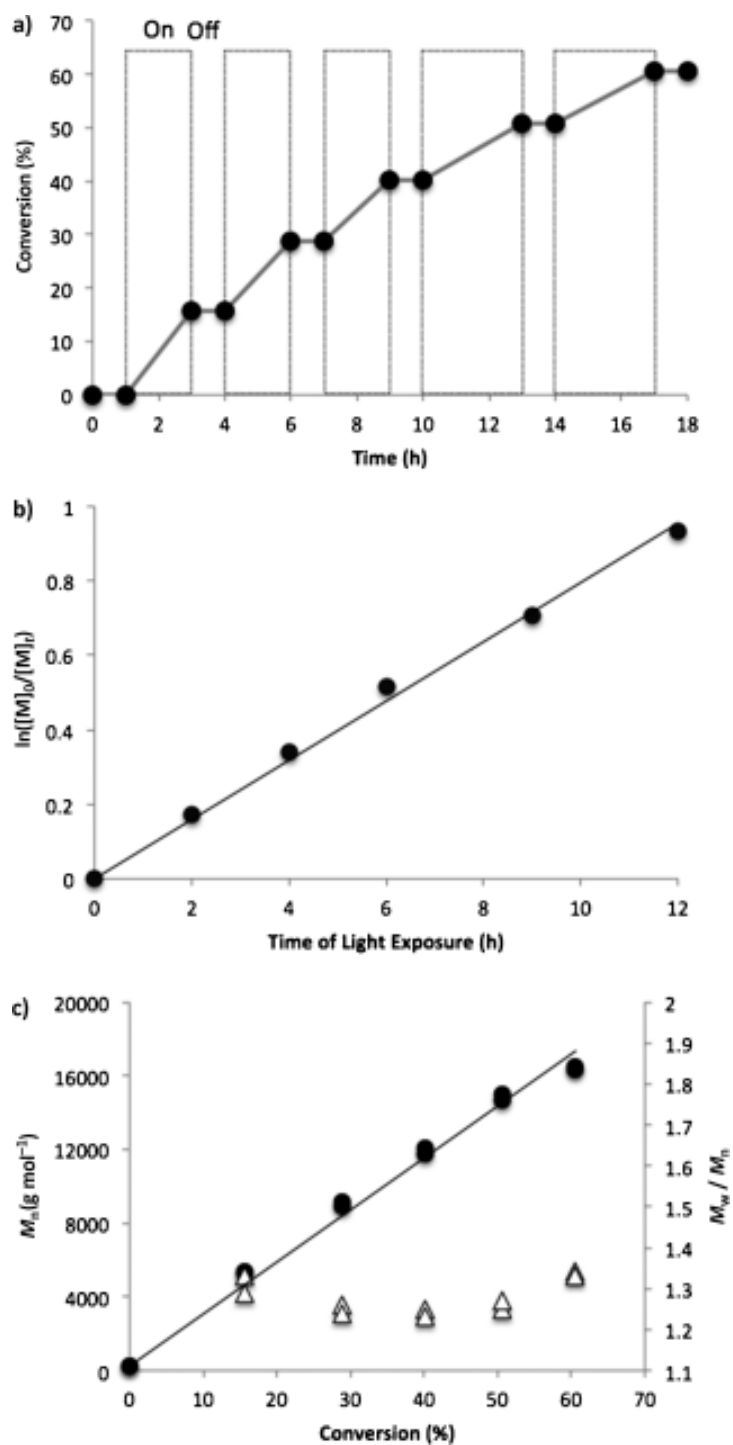 a)
On Off
70
60
50
40
30
20
10
0
Conversion (%)
0 2 4 6 8 10 12 14 16 18
Time (h)
b)
1
0.8
0.6
0.4
0.2
0
ln([M]₀/[M]ₜ)
0 2 4 6 8 10 12
Time of Light Exposure (h)
c)
20000
16000
12000
8000
4000
0
Mₙ (g mol⁻¹)
2
1.9
1.8
1.7
1.6
1.5
1.4
1.3
1.2
1.1
M_w / Mₙ
0 10 20 30 40 50 60 70
Conversion (%)